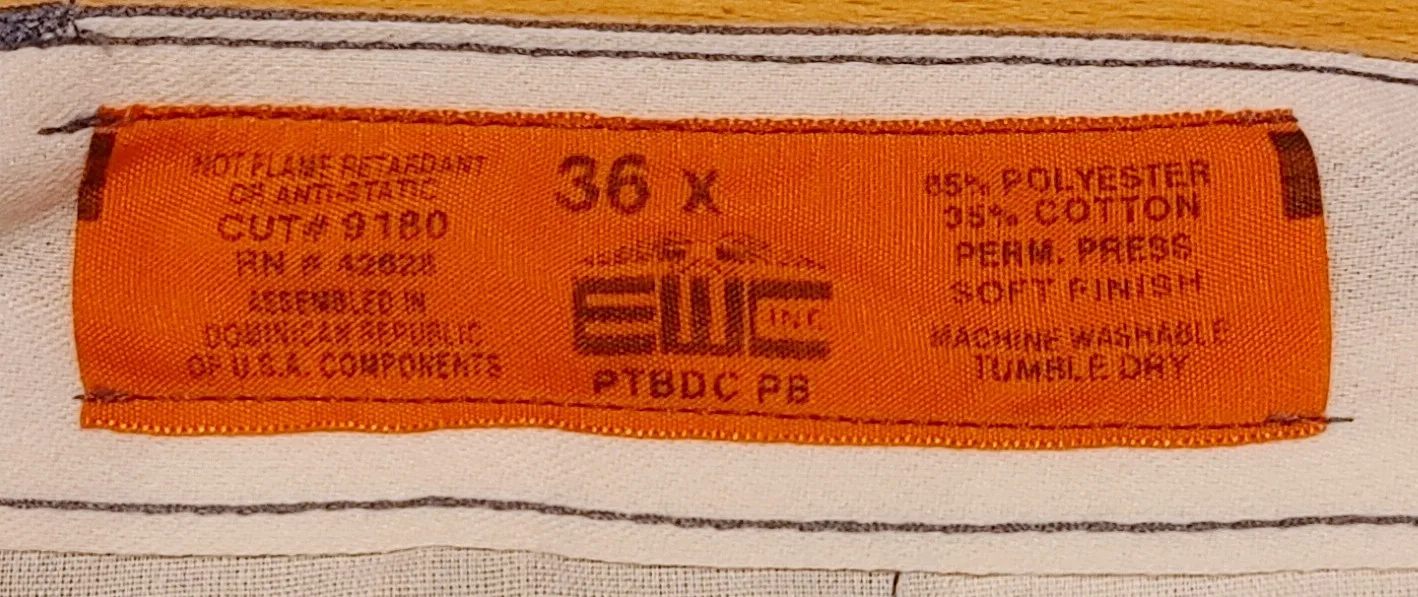 NOT FLAME RETARDANT
OR ANTI-STATIC
CUT# 9180
RN # 42628
ASSEMBLED IN
DOMINICAN REPUBLIC
OF U.S.A. COMPONENTS
36 X
EWC INC.
PTBDC PB
65% POLYESTER
35% COTTON
PERM. PRESS
SOFT FINISH
MACHINE WASHABLE
TUMBLE DRY